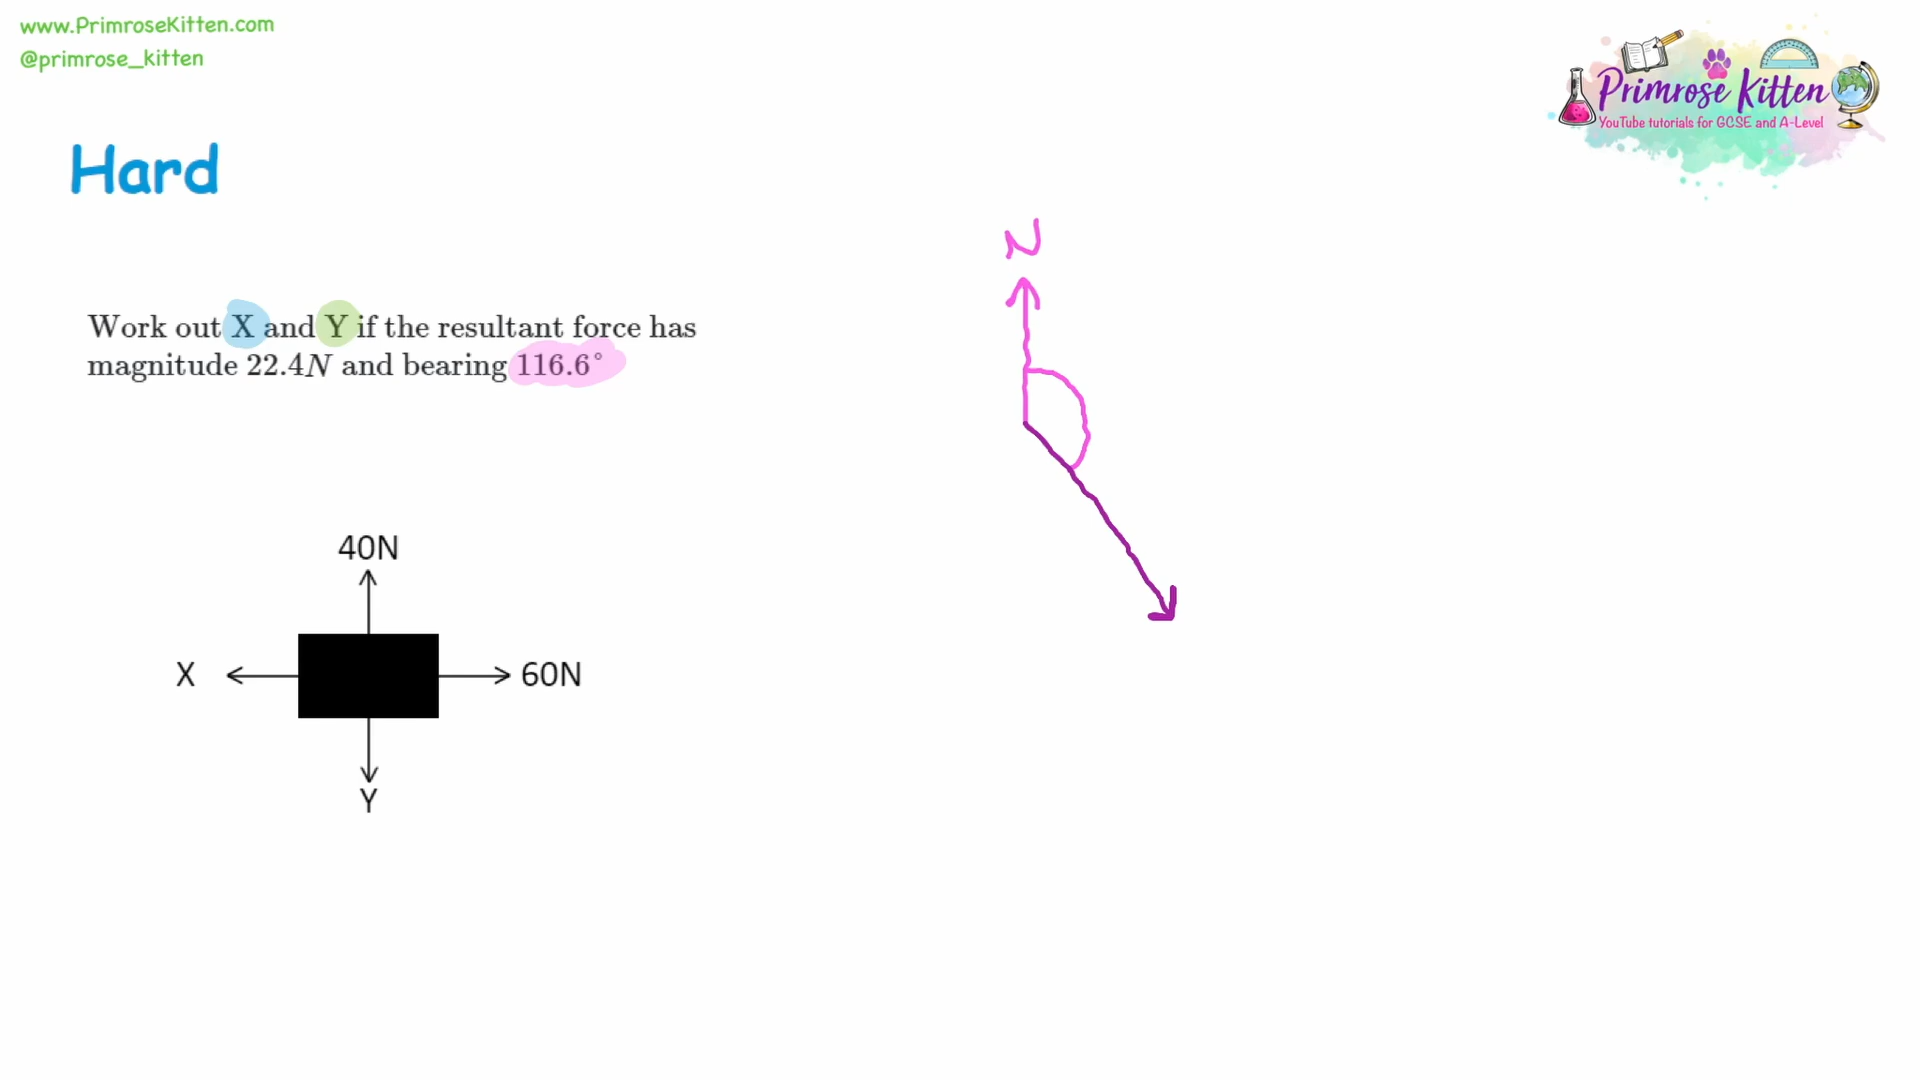 www.PrimroseKitten.com
@primrose_kitten
Primrose Kitten
YouTube tutorials for GCSE and A-Level
Hard
N
Work out X and Y if the resultant force has
magnitude 22.4N and bearing 116.6°
40N
X
60N
Y